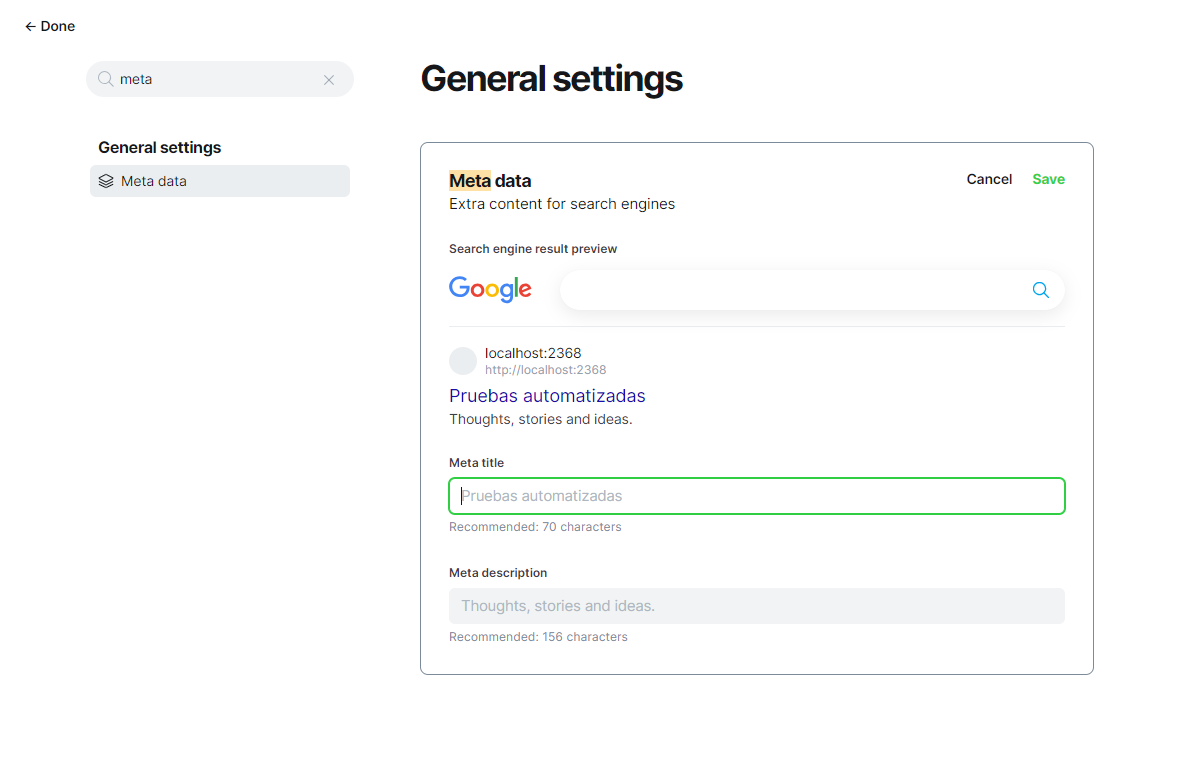 ← Done
meta
General settings
Meta data
General settings
Meta data
Cancel
Save
Extra content for search engines
Search engine result preview
Google
localhost:2368
http://localhost:2368
Pruebas automatizadas
Thoughts, stories and ideas.
Meta title
Pruebas automatizadas
Recommended: 70 characters
Meta description
Thoughts, stories and ideas.
Recommended: 156 characters